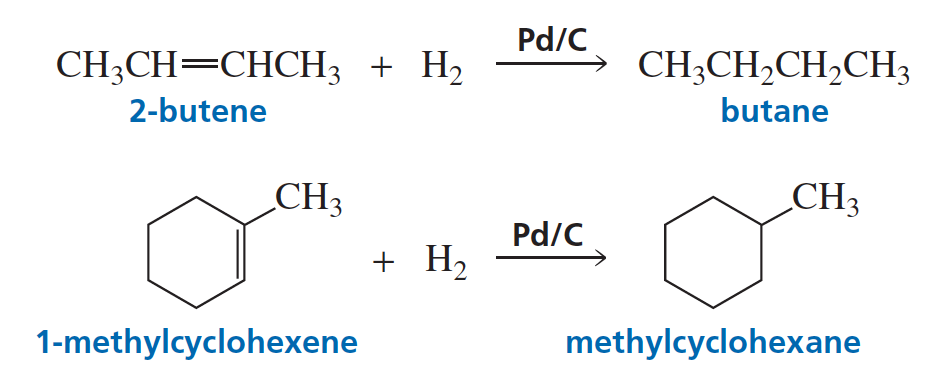 Pd/C
CH₃CH=CHCH₃ + H₂ → CH₃CH₂CH₂CH₃
2-butene butane
CH₃ CH₃
Pd/C
+ H₂ →
1-methylcyclohexene methylcyclohexane